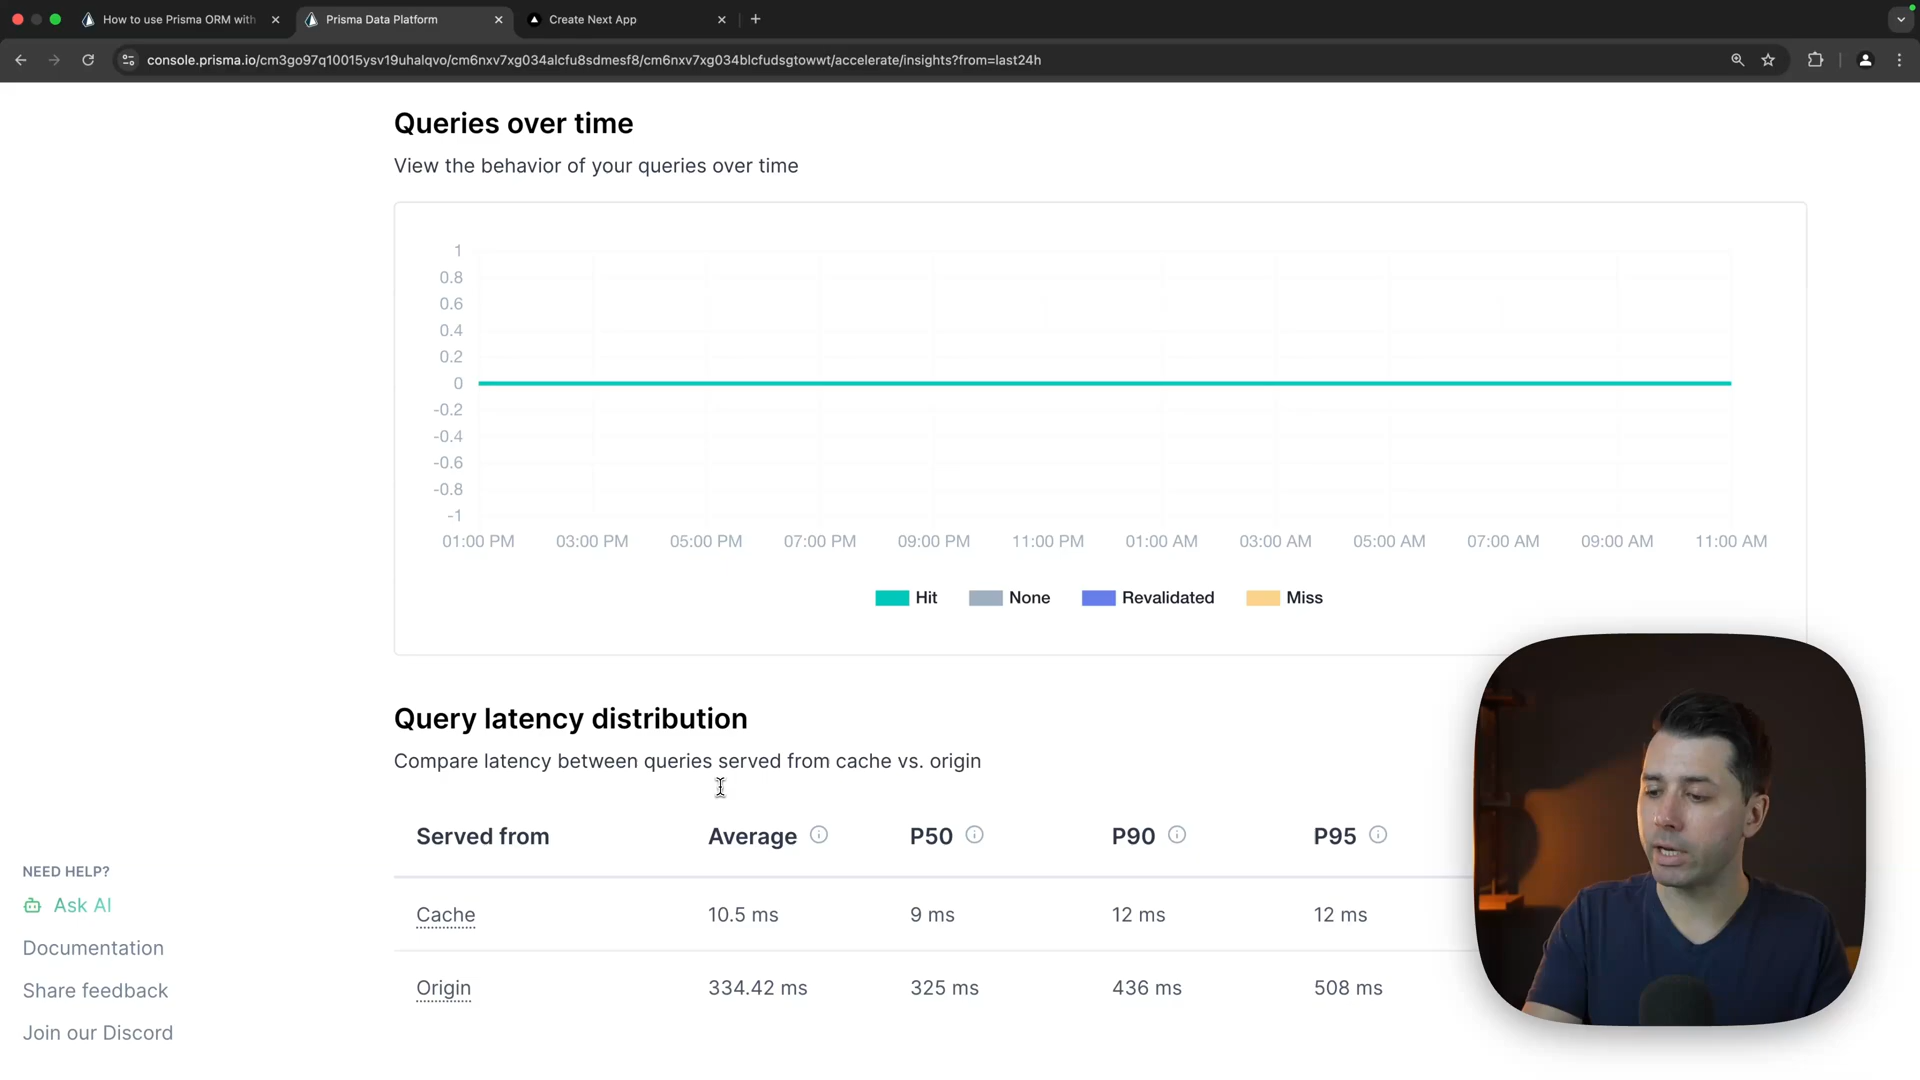 How to use Prisma ORM with
Prisma Data Platform
Create Next App
console.prisma.io/cm3go97q10015ysv19uhalqvo/cm6nxv7xg034alcfu8sdmesf8/cm6nxv7xg034blcfudsgtowwt/accelerate/insights?from=last24h
Queries over time
View the behavior of your queries over time
1
0.8
0.6
0.4
0.2
0
-0.2
-0.4
-0.6
-0.8
-1
01:00 PM 03:00 PM 05:00 PM 07:00 PM 09:00 PM 11:00 PM 01:00 AM 03:00 AM 05:00 AM 07:00 AM 09:00 AM 11:00 AM
Hit None Revalidated Miss
Query latency distribution
Compare latency between queries served from cache vs. origin
Served from Average P50 P90 P95
Cache 10.5 ms 9 ms 12 ms 12 ms
Origin 334.42 ms 325 ms 436 ms 508 ms
NEED HELP?
Ask AI
Documentation
Share feedback
Join our Discord